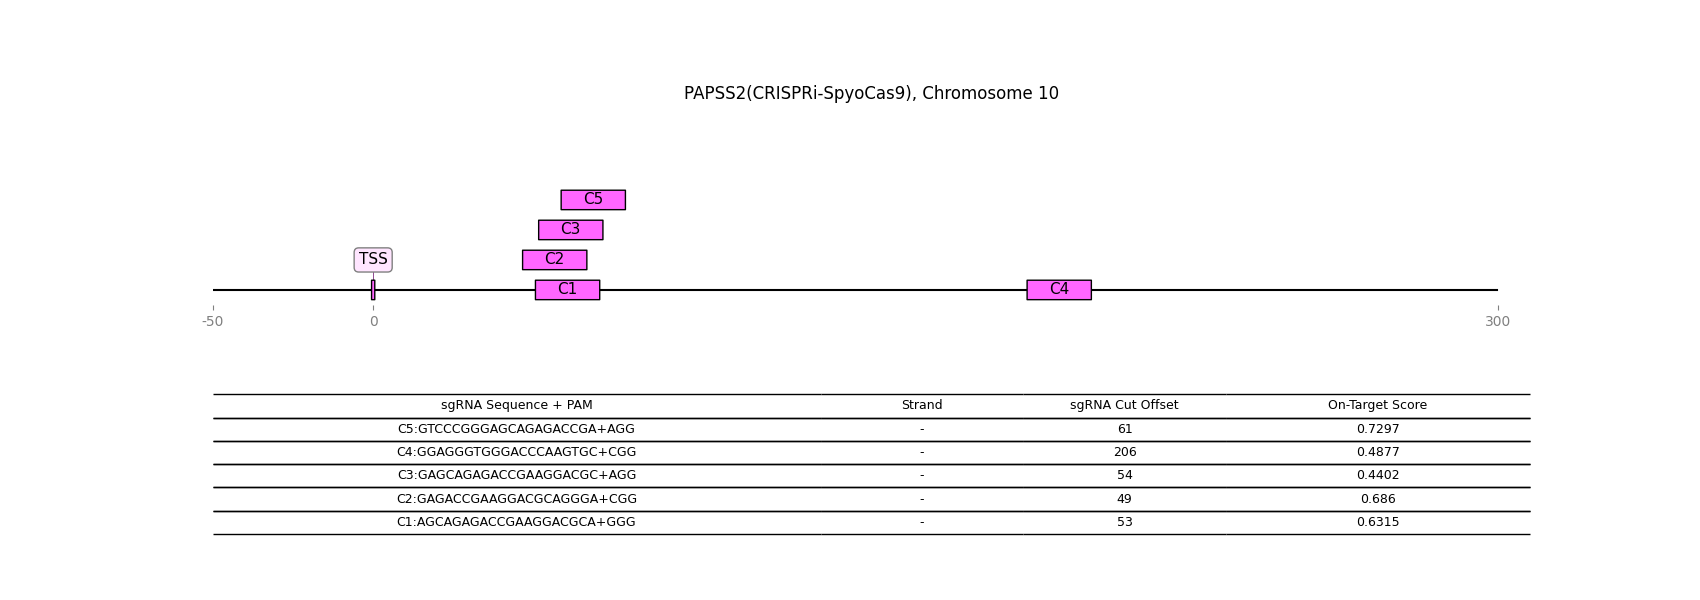 PAPSS2(CRISPRi-SpyoCas9), Chromosome 10
C5
C3
TSS C2
C1 C4
-50 0 300
sgRNA Sequence + PAM Strand sgRNA Cut Offset On-Target Score
C5:GTCCCGGGAGCAGAGACCGA+AGG - 61 0.7297
C4:GGAGGGTGGGACCCAAGTGC+CGG - 206 0.4877
C3:GAGCAGAGACCGAAGGACGC+AGG - 54 0.4402
C2:GAGACCGAAGGACGCAGGGA+CGG - 49 0.686
C1:AGCAGAGACCGAAGGACGCA+GGG - 53 0.6315